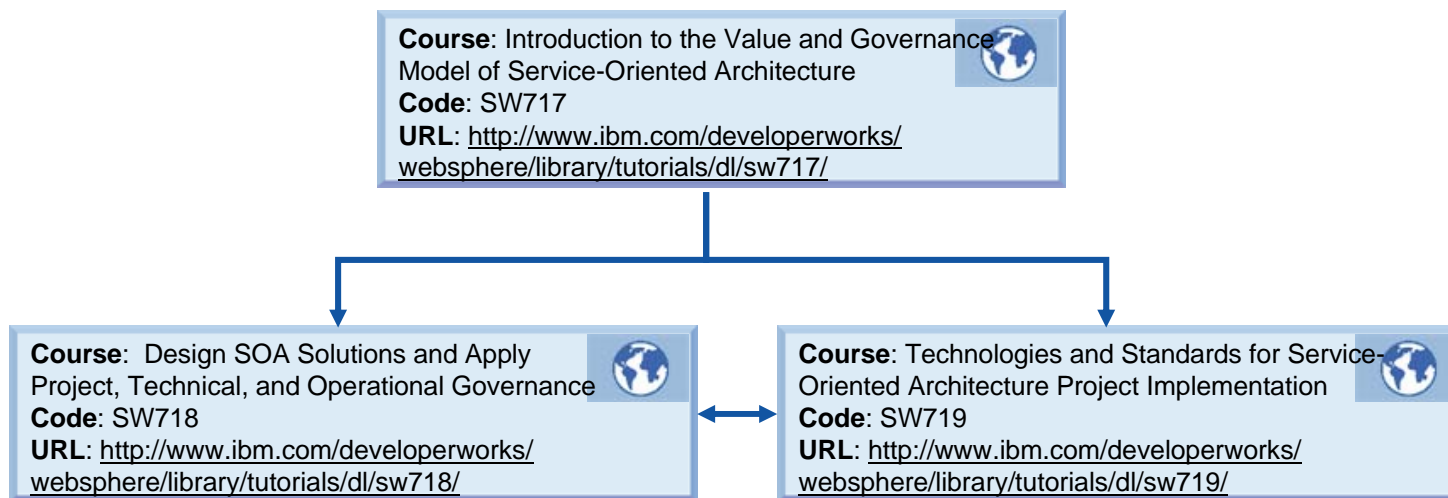 Course: Introduction to the Value and Governance
Model of Service-Oriented Architecture
Code: SW717
URL: http://www.ibm.com/developerworks/
websphere/library/tutorials/dl/sw717/
Course:  Design SOA Solutions and Apply
Project, Technical, and Operational Governance
Code: SW718
URL: http://www.ibm.com/developerworks/
websphere/library/tutorials/dl/sw718/
Course: Technologies and Standards for Service-
Oriented Architecture Project Implementation
Code: SW719
URL: http://www.ibm.com/developerworks/
websphere/library/tutorials/dl/sw719/